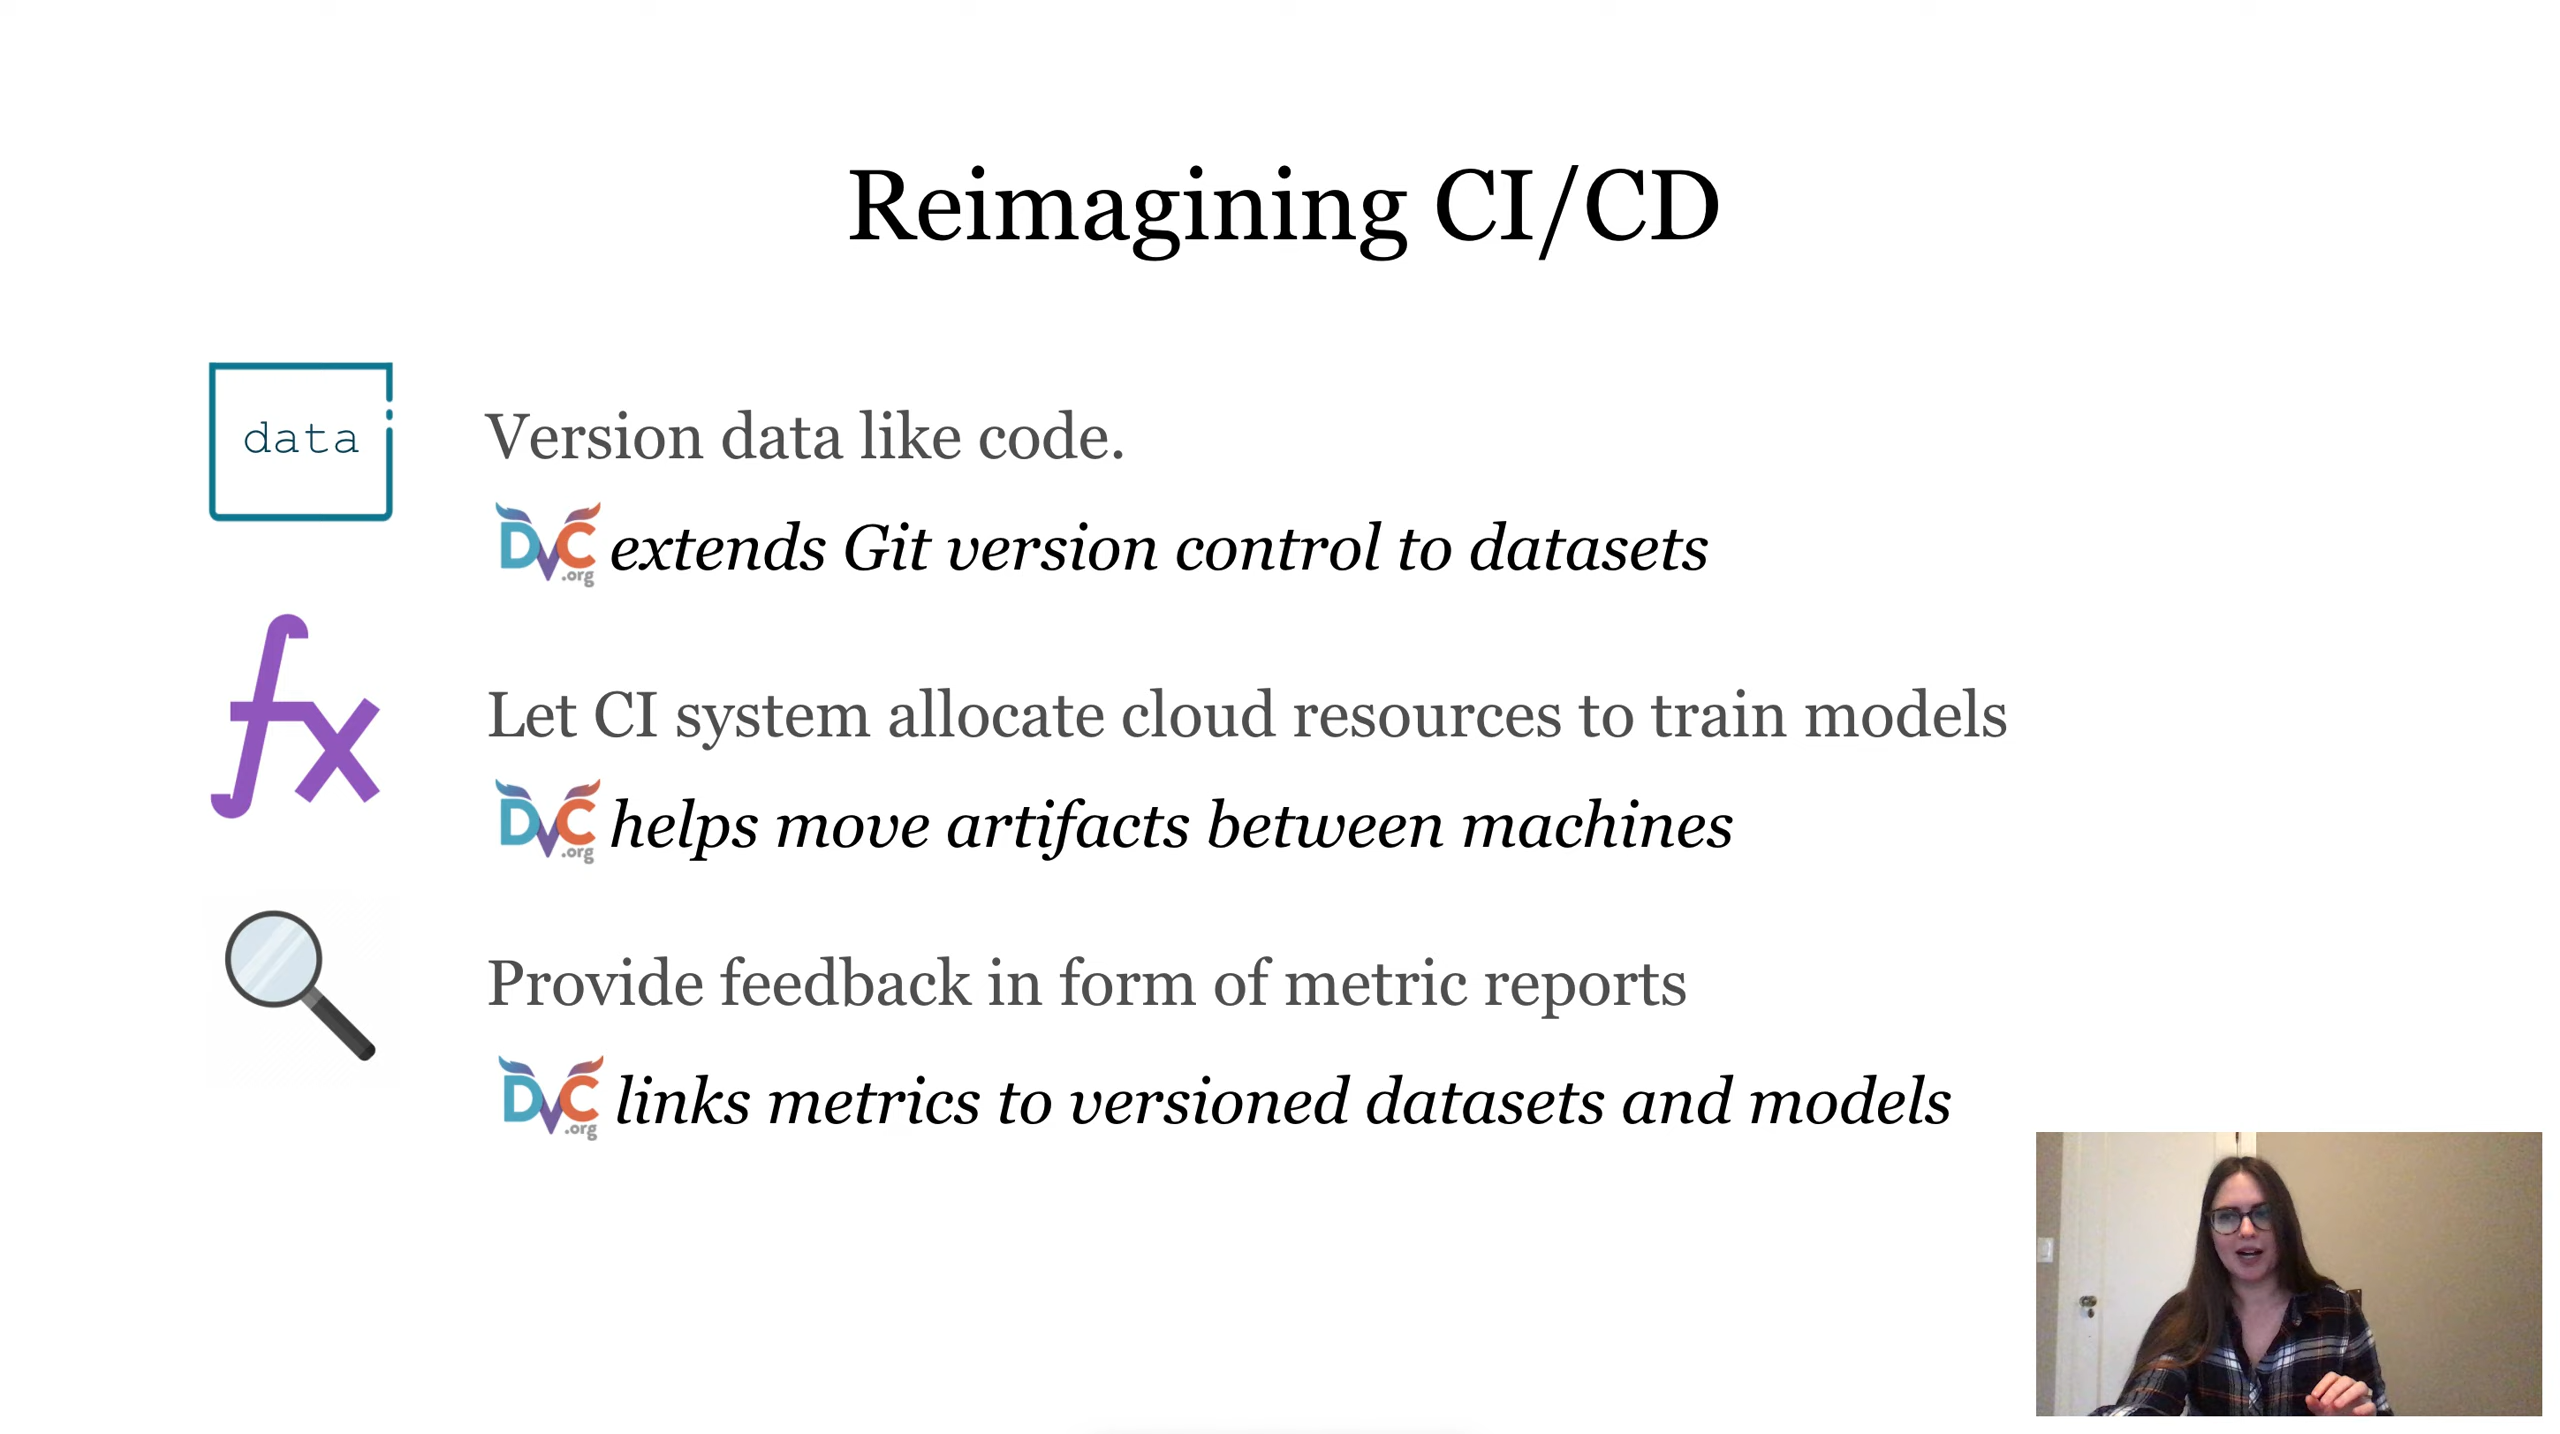 Reimagining CI/CD
data
Version data like code.
DVC .org extends Git version control to datasets
fx
Let CI system allocate cloud resources to train models
DVC .org helps move artifacts between machines
Provide feedback in form of metric reports
DVC .org links metrics to versioned datasets and models